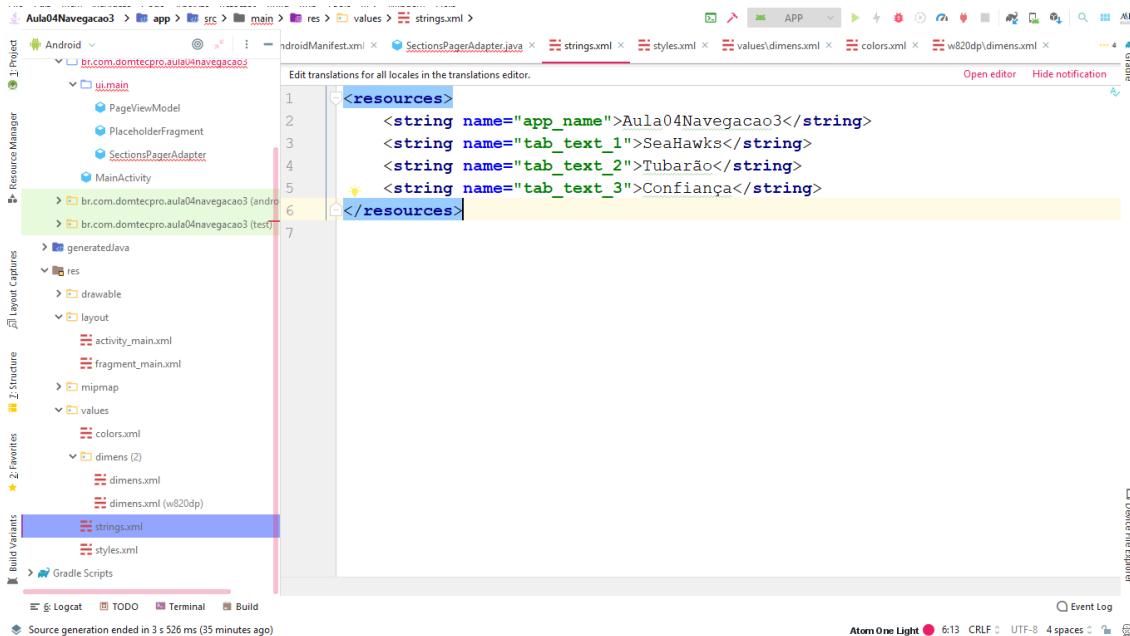 Aula04Navegacao3 > app > src > main > res > values > strings.xml >
APP
Android
ndroidManifest.xml × SectionsPagerAdapter.java × strings.xml × styles.xml × values\dimens.xml × colors.xml × w820dp\dimens.xml × 4
Edit translations for all locales in the translations editor. Open editor Hide notification
1 <resources>
2 <string name="app_name">Aula04Navegacao3</string>
3 <string name="tab_text_1">SeaHawks</string>
4 <string name="tab_text_2">Tubarão</string>
5 <string name="tab_text_3">Confiança</string>
6 </resources>
7
br.com.domtecpro.aula04navegacao3
ui.main
PageViewModel
PlaceholderFragment
SectionsPagerAdapter
MainActivity
br.com.domtecpro.aula04navegacao3 (andro
br.com.domtecpro.aula04navegacao3 (test)
generatedJava
res
drawable
layout
activity_main.xml
fragment_main.xml
mipmap
values
colors.xml
dimens (2)
dimens.xml
dimens.xml (w820dp)
strings.xml
styles.xml
Gradle Scripts
1: Project
Resource Manager
Layout Captures
7: Structure
2: Favorites
Build Variants
Gradle
Device File Explorer
6: Logcat TODO Terminal Build Event Log
Source generation ended in 3 s 526 ms (35 minutes ago) Atom One Light 6:13 CRLF UTF-8 4 spaces